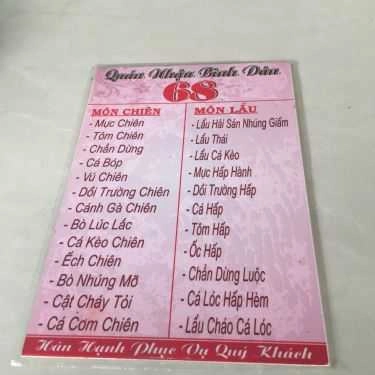 Quán Nhậu Bình Dân
68
MÓN CHIÊN
- Mực Chiên
- Tôm Chiên
- Chẳn Dừng
- Cá Bóp
- Vú Chiên
- Dồi Trường Chiên
- Cánh Gà Chiên
- Bò Lúc Lắc
- Cá Kèo Chiên
- Ếch Chiên
- Bò Nhúng Mỡ
- Cật Cháy Tỏi
- Cá Cơm Chiên
MÓN LẨU
- Lẩu Hải Sản Nhúng Giấm
- Lẩu Thái
- Lẩu Cá Kèo
- Mực Hấp Hành
- Dồi Trường Hấp
- Cá Hấp
- Tôm Hấp
- Ốc Hấp
- Chẳn Dừng Luộc
- Cá Lóc Hấp Hèm
- Lẩu Cháo Cá Lóc
Hân Hạnh Phục Vụ Quý Khách